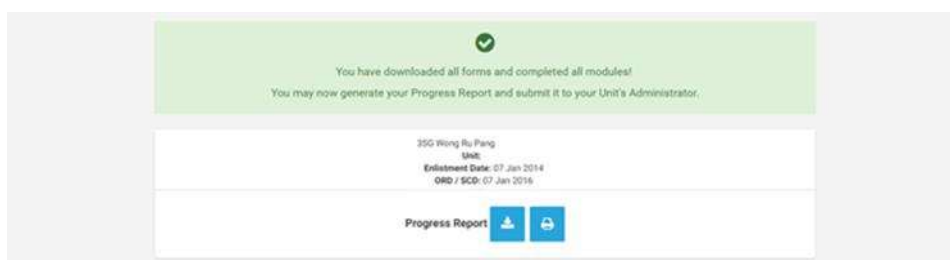 You have downloaded all forms and completed all modules!
You may now generate your Progress Report and submit it to your Unit's Administrator.
3SG Wong Ru Pang
Unit:
Enlistment Date: 07 Jan 2014
ORD / SCD: 07 Jan 2016
Progress Report